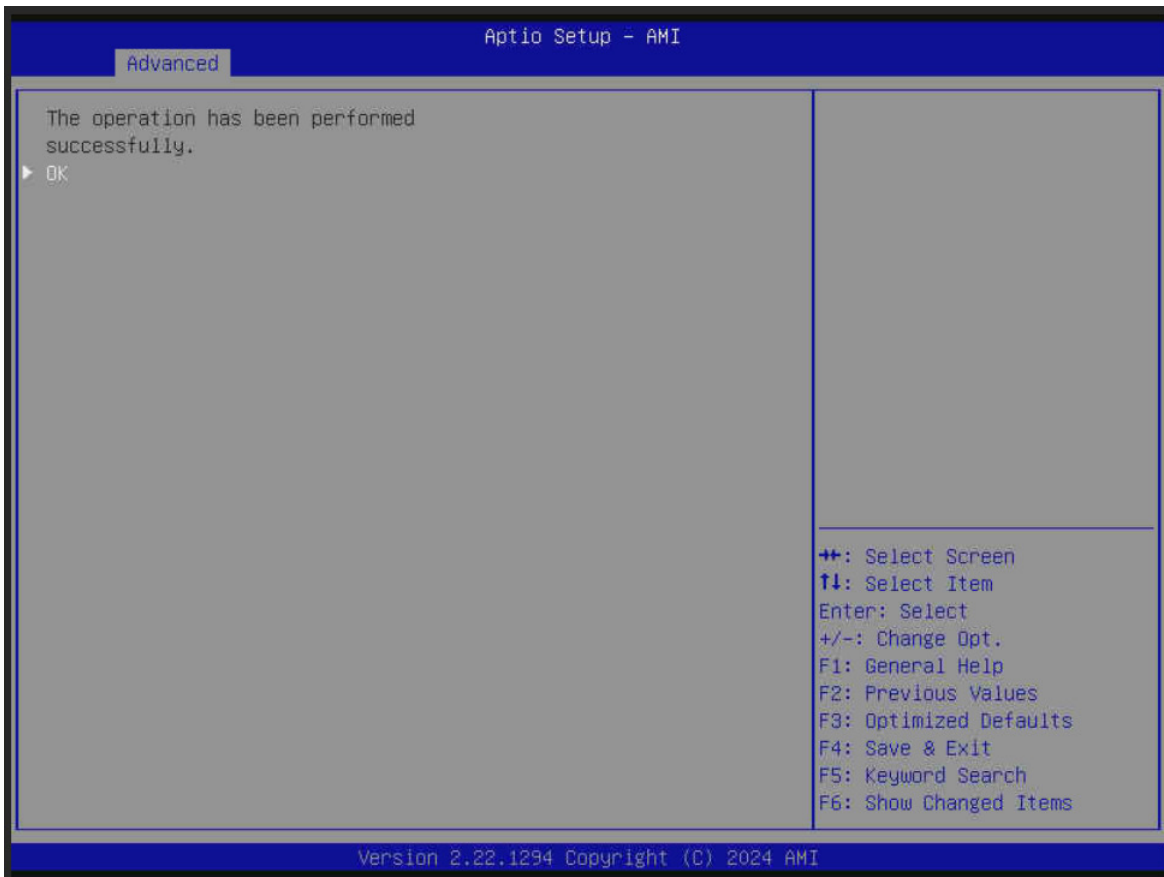 Aptio Setup - AMI
Advanced
The operation has been performed
successfully.
▶ OK
→←: Select Screen
↑↓: Select Item
Enter: Select
+/-: Change Opt.
F1: General Help
F2: Previous Values
F3: Optimized Defaults
F4: Save & Exit
F5: Keyword Search
F6: Show Changed Items
Version 2.22.1294 Copyright (C) 2024 AMI